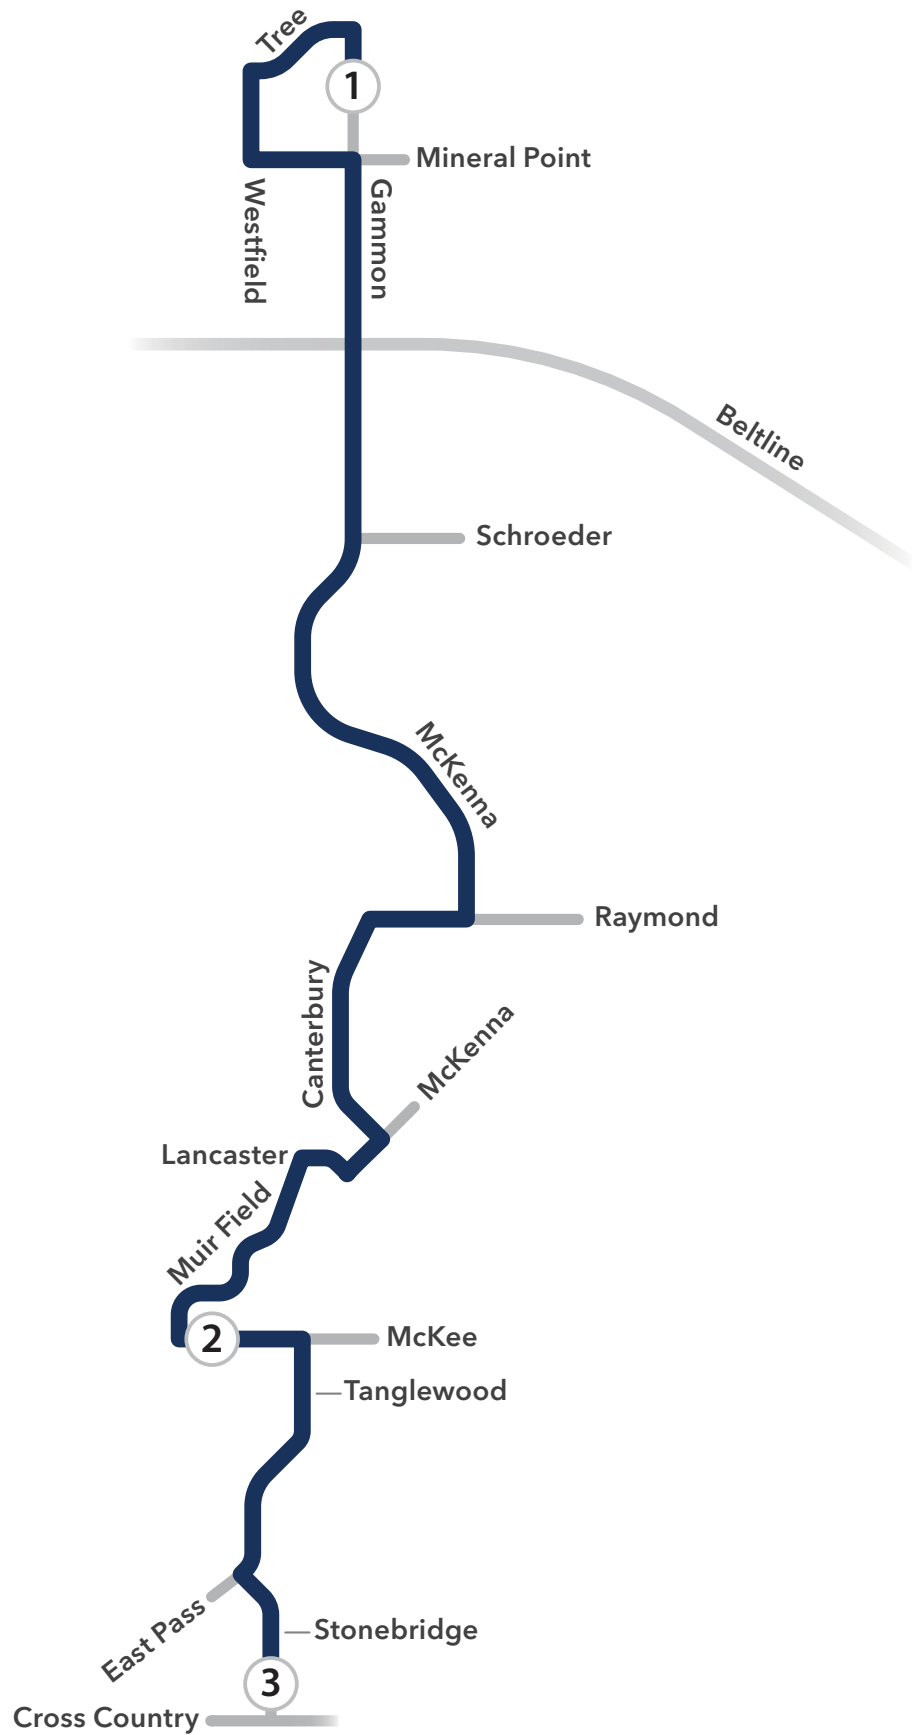 Tree
1
Mineral Point
Westfield
Gammon
Beltline
Schroeder
McKenna
Raymond
Canterbury
McKenna
Lancaster
Muir Field
2
McKee
Tanglewood
East Pass
Stonebridge
3
Cross Country